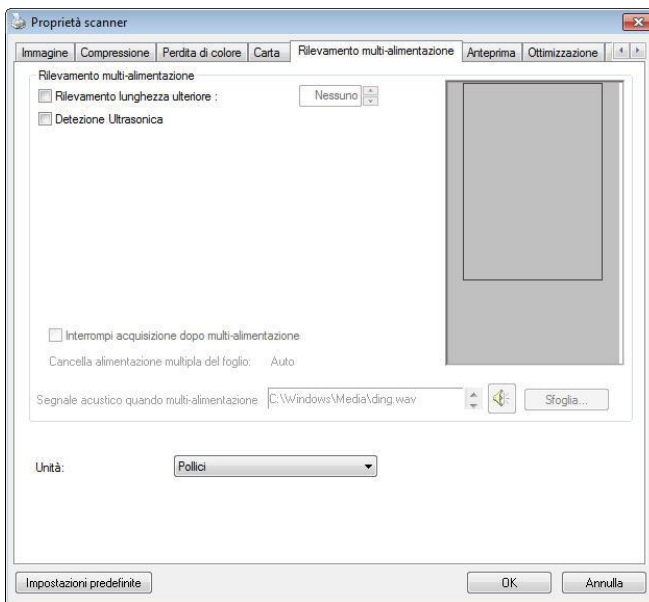 Proprietà scanner
Immagine Compressione Perdita di colore Carta Rilevamento multi-alimentazione Anteprima Ottimizzazione
Rilevamento multi-alimentazione
Rilevamento lunghezza ulteriore : Nessuno
Detezione Ultrasonica
Interrompi acquisizione dopo multi-alimentazione
Cancella alimentazione multipla del foglio: Auto
Segnale acustico quando multi-alimentazione C:\Windows\Media\ding.wav Sfoglia...
Unità: Pollici
Impostazioni predefinite OK Annulla